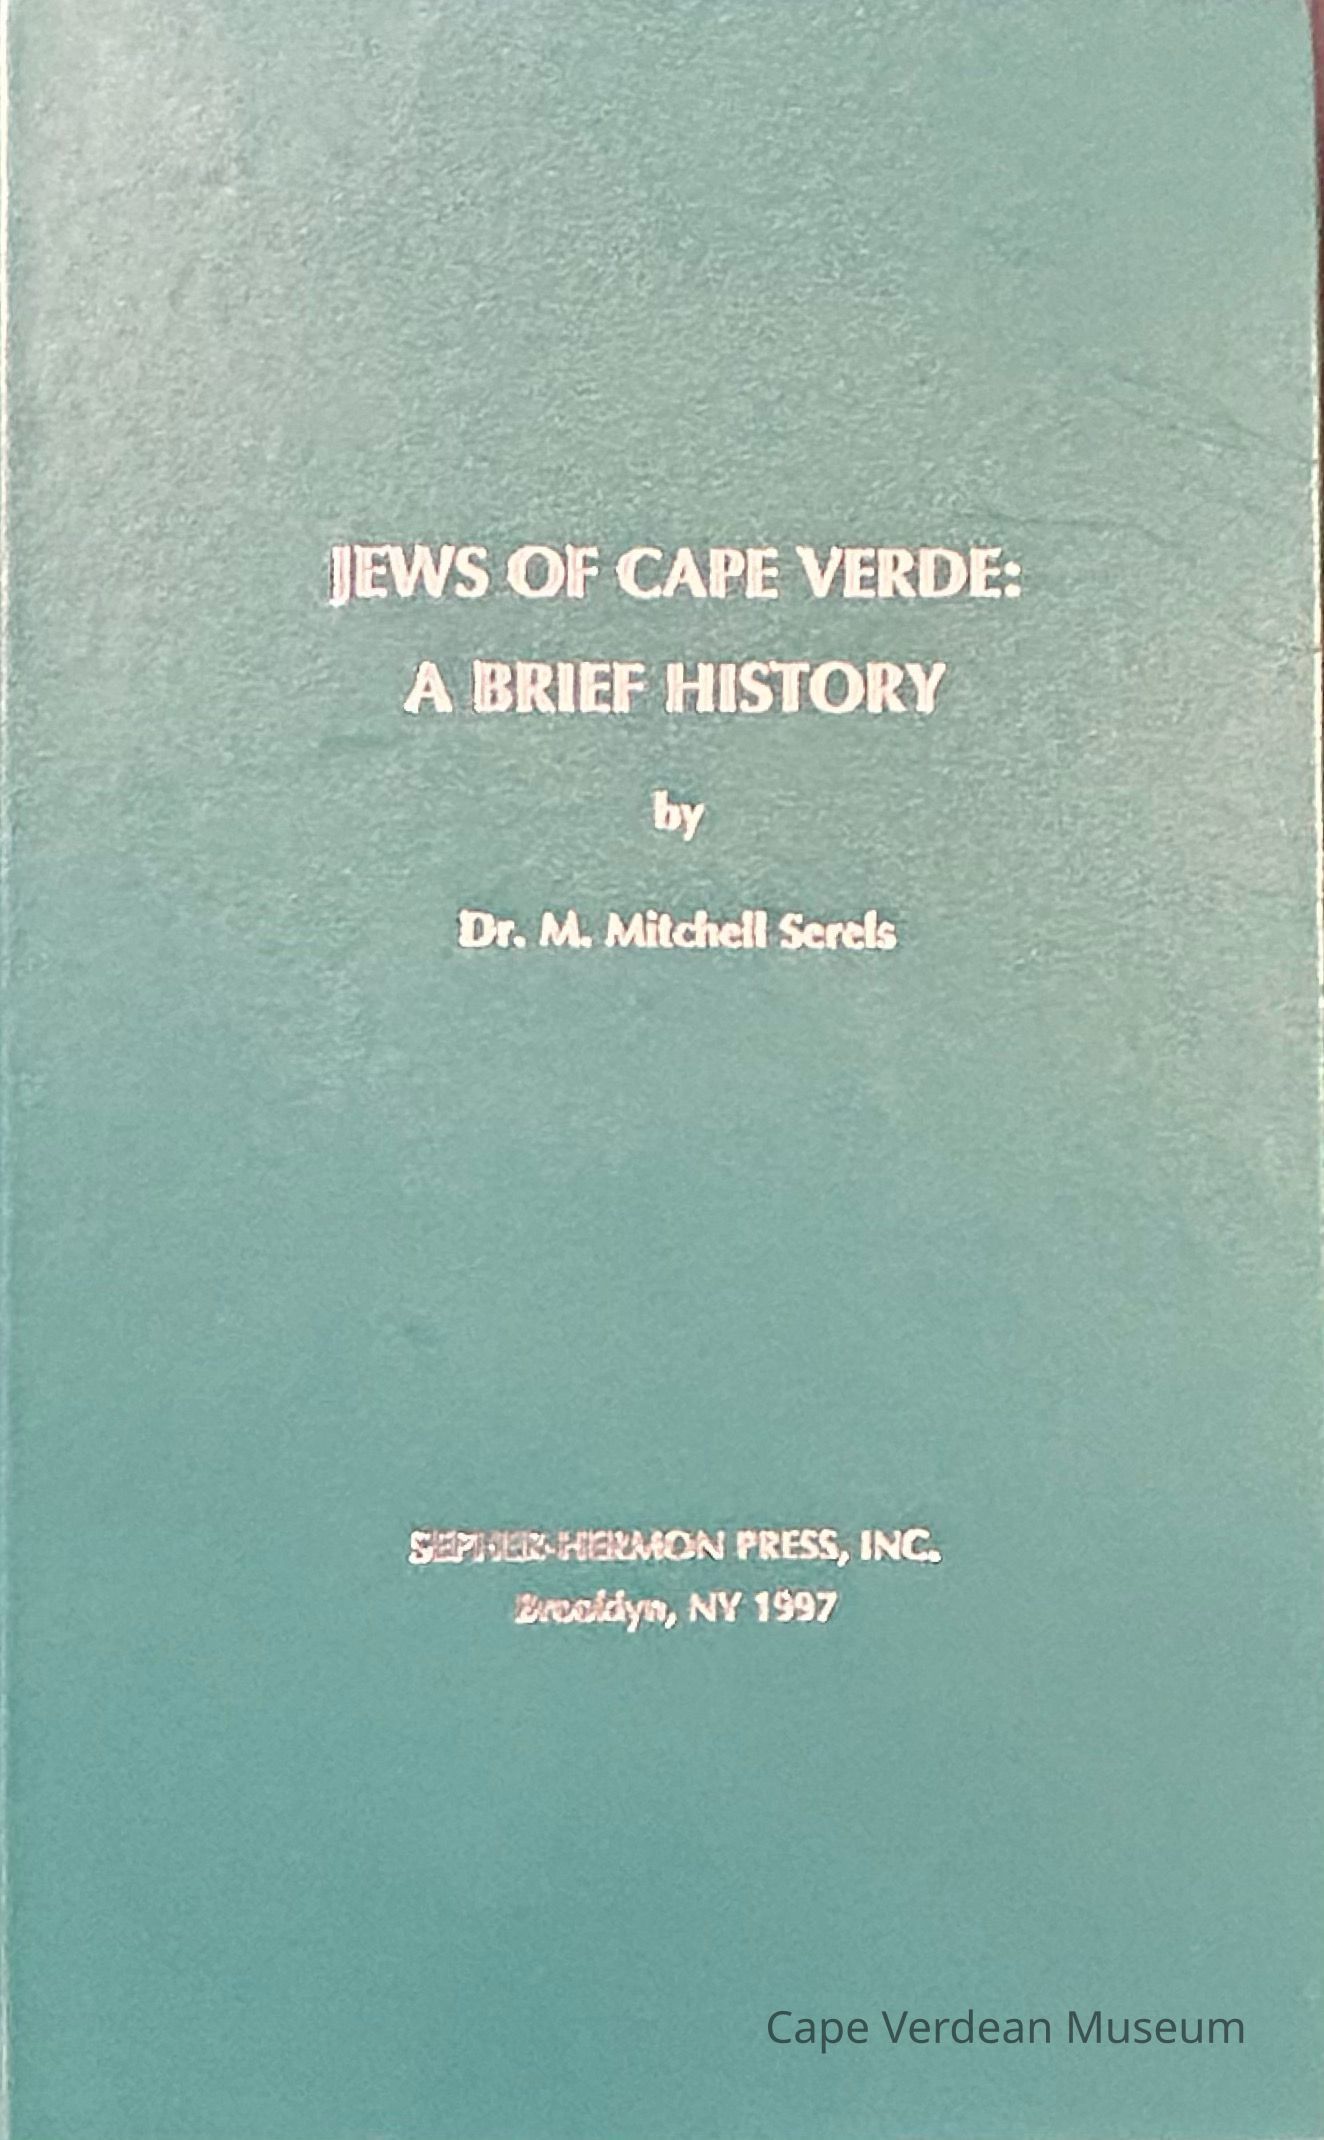 JEWS OF CAPE VERDE:
A BRIEF HISTORY
by
Dr. M. Mitchell Serels
SEPHER-HERMON PRESS, INC.
Brooklyn, NY 1997
Cape Verdean Museum